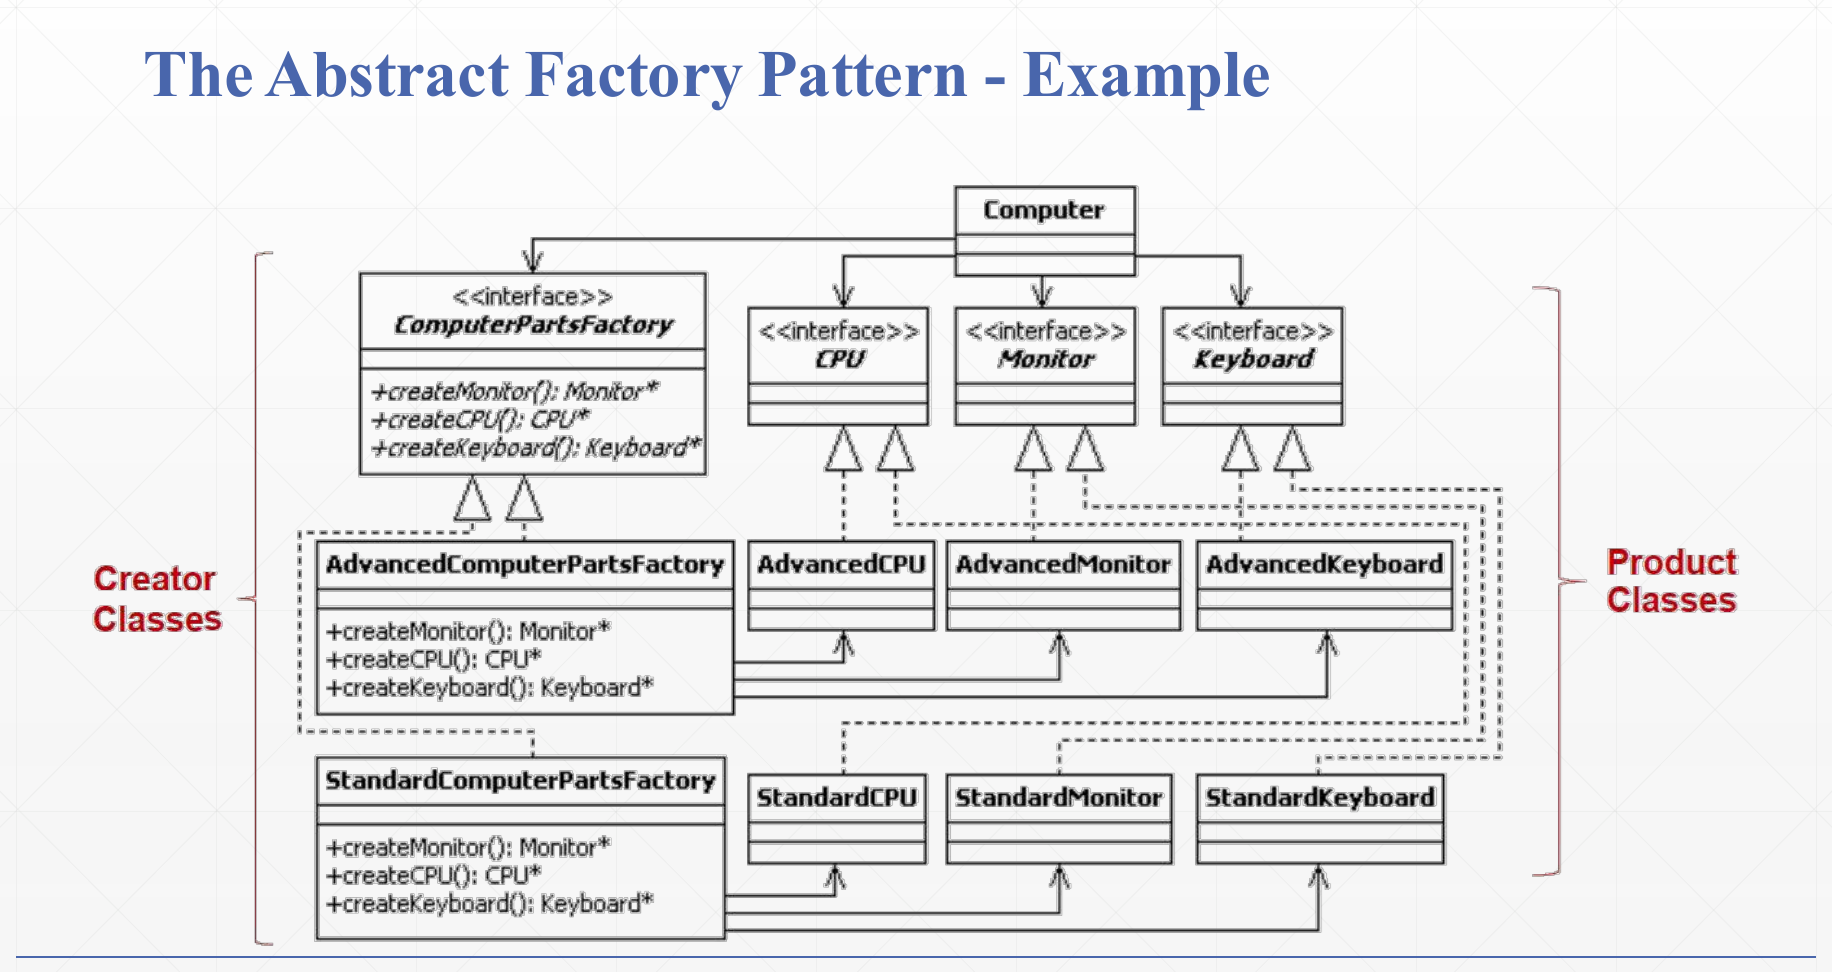 The Abstract Factory Pattern - Example
Computer
<<interface>>
ComputerPartsFactory
+createMonitor(): Monitor*
+createCPU(): CPU*
+createKeyboard(): Keyboard*
<<interface>>
CPU
<<interface>>
Monitor
<<interface>>
Keyboard
Creator
Classes
AdvancedComputerPartsFactory
+createMonitor(): Monitor*
+createCPU(): CPU*
+createKeyboard(): Keyboard*
AdvancedCPU
AdvancedMonitor
AdvancedKeyboard
Product
Classes
StandardComputerPartsFactory
+createMonitor(): Monitor*
+createCPU(): CPU*
+createKeyboard(): Keyboard*
StandardCPU
StandardMonitor
StandardKeyboard